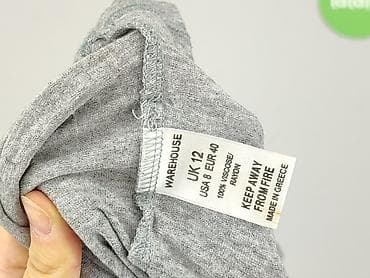 WAREHOUSE
UK 12
USA 8 EUR 40
100% VISCOSE/
RAYON
KEEP AWAY
FROM FIRE
MADE IN GREECE